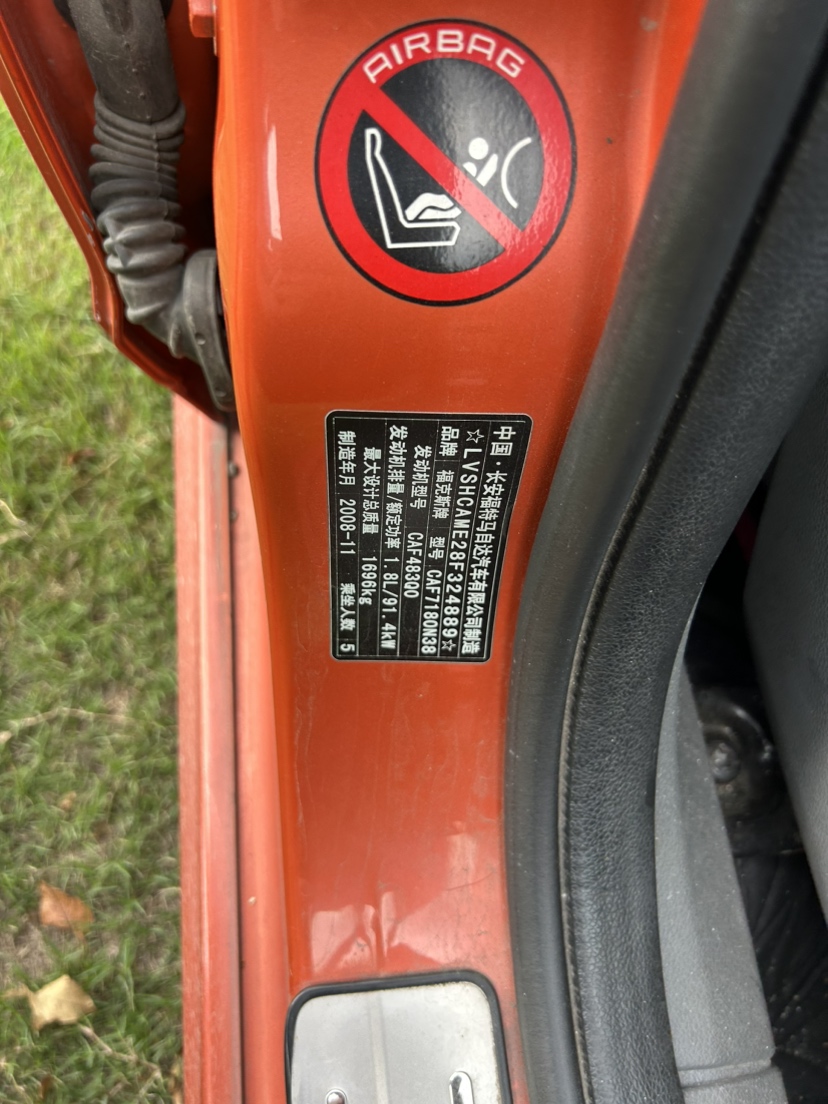 AIRBAG
中国·长安福特马自达汽车有限公司制造
☆LVSHCAME28F324889☆
品牌 福克斯牌 型号 CAF7180N38
发动机型号 CAF483Q0
发动机排量/额定功率 1.8L/91.4kW
最大设计总质量 1696kg
制造年月 2008-11 乘坐人数 5